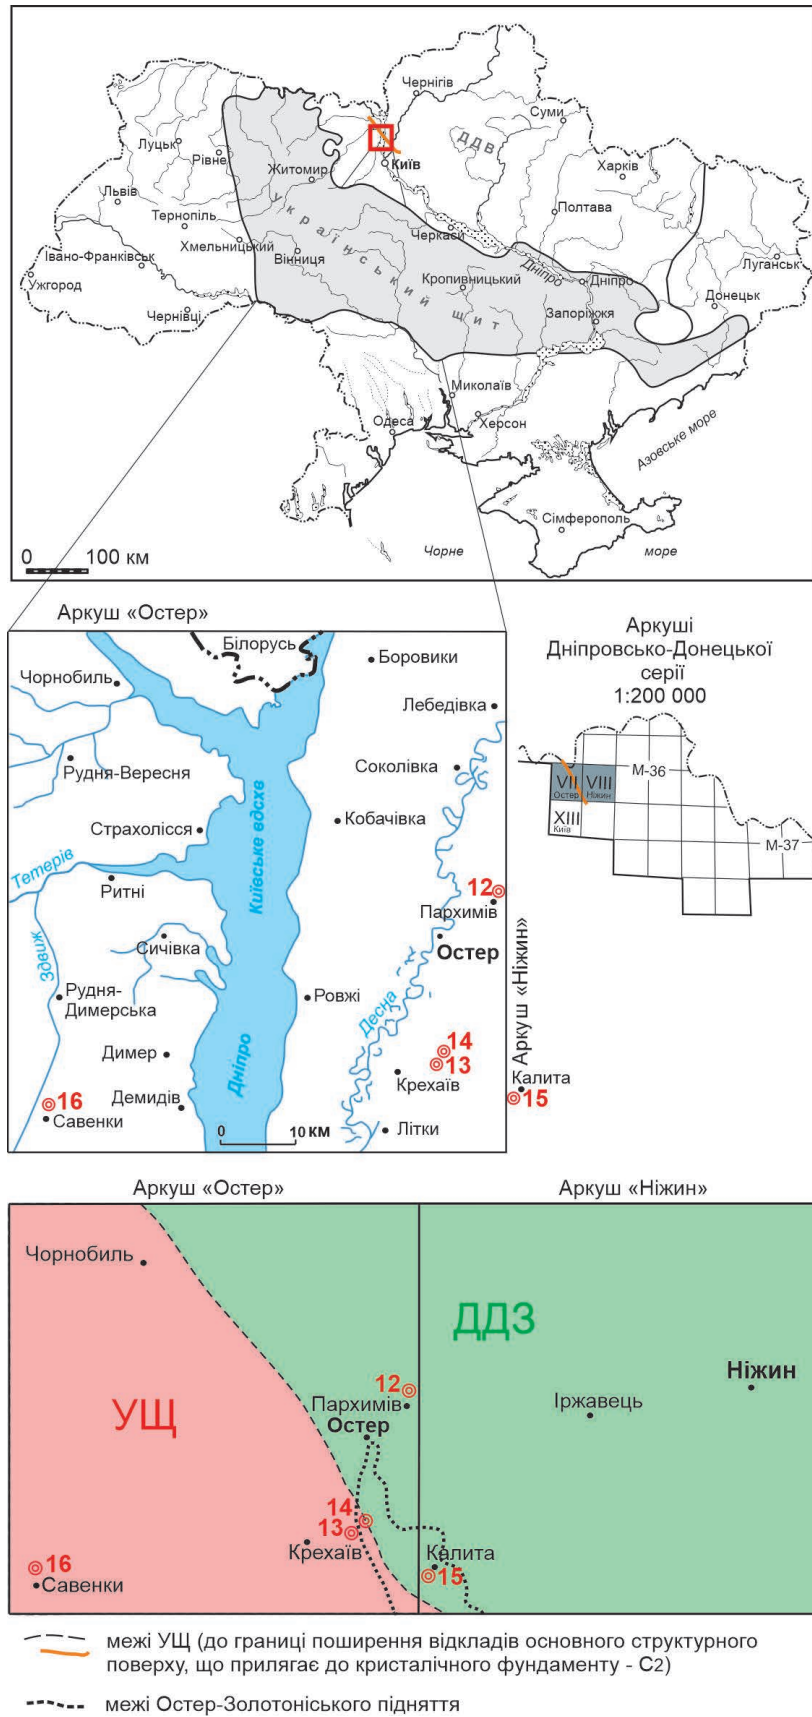 Чернігів
Суми
ДДВ
Луцьк
Рівне
Київ
Житомир
Харків
Львів
Полтава
Тернопіль
Черкаси
Український щит
Хмельницький
Вінниця
Івано-Франківськ
Луганськ
Кропивницький
Дніпро
Дніпро
Ужгород
Донецьк
Запоріжжя
Чернівці
Миколаїв
Одеса
Херсон
Азовське море
Сімферополь
0 100 км
Чорне море
Аркуш «Остер»
Білорусь
Боровики
Чорнобиль
Лебедівка
Рудня-Вересня
Соколівка
Страхолісся
Кобачівка
Київське вдсхв
Тетерів
Ритні
12
Пархимів
Здвиж
Сичівка
Остер
Рудня-
Димерська
Ровжі
Десна
Аркуш «Ніжин»
Димер
14
13
Дніпро
Крехаїв
Калита
15
16
Демидів
Савенки
0 10 км
Літки
Аркуші
Дніпровсько-Донецької
серії
1:200 000
VII VIII M-36
Остер Ніжин
XIII
Київ
M-37
Аркуш «Остер» Аркуш «Ніжин»
Чорнобиль
ДДЗ
УЩ
12
Пархимів
Остер
Ніжин
Іржавець
14
13
Крехаїв
Калита
15
16
Савенки
межі УЩ (до границі поширення відкладів основного структурного
поверху, що прилягає до кристалічного фундаменту - С2)
межі Остер-Золотоніського підняття